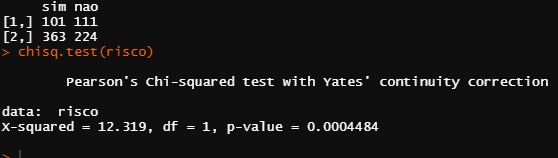 sim nao
[1,] 101 111
[2,] 363 224
> chisq.test(risco)
Pearson's Chi-squared test with Yates' continuity correction
data:  risco
X-squared = 12.319, df = 1, p-value = 0.0004484
>